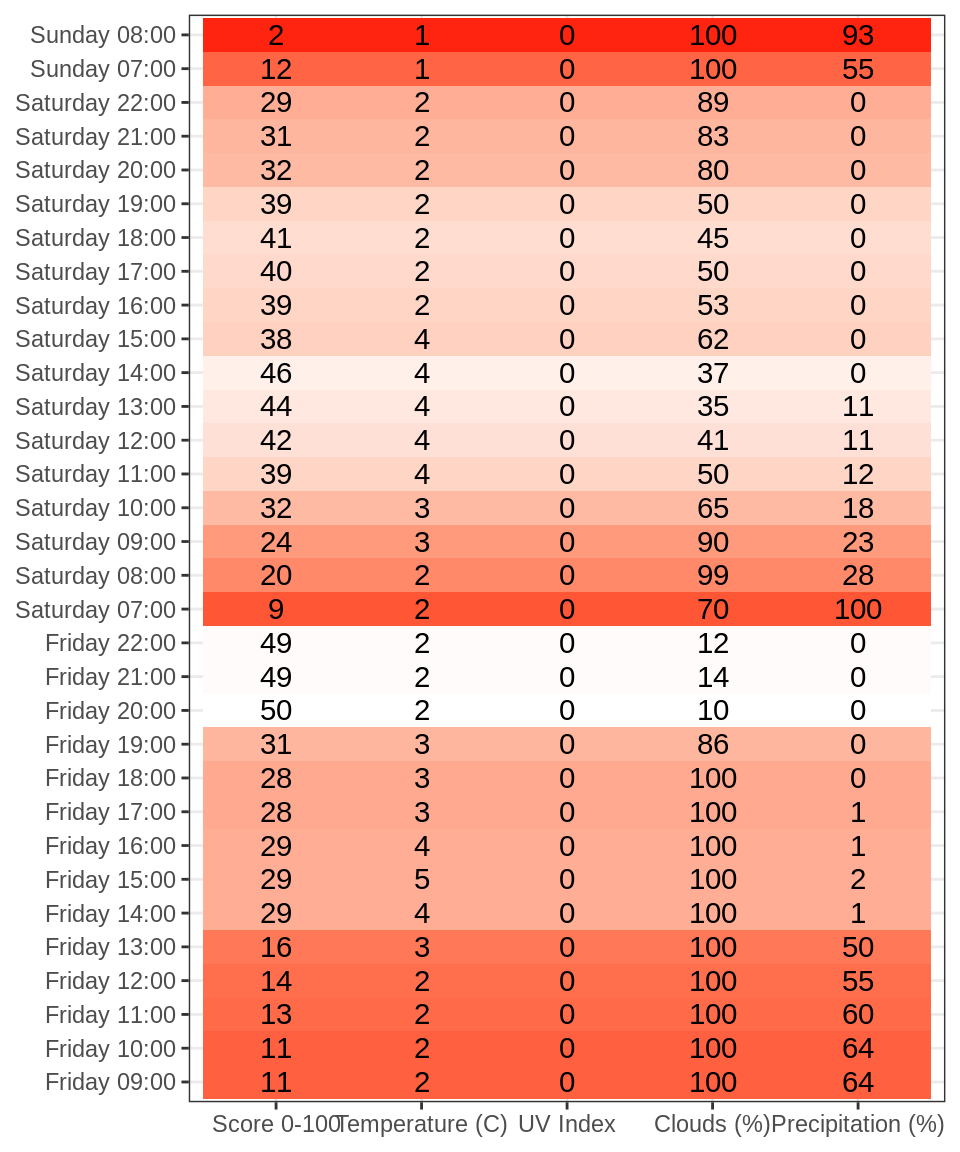 Sunday 08:00 2 1 0 100 93
Sunday 07:00 12 1 0 100 55
Saturday 22:00 29 2 0 89 0
Saturday 21:00 31 2 0 83 0
Saturday 20:00 32 2 0 80 0
Saturday 19:00 39 2 0 50 0
Saturday 18:00 41 2 0 45 0
Saturday 17:00 40 2 0 50 0
Saturday 16:00 39 2 0 53 0
Saturday 15:00 38 4 0 62 0
Saturday 14:00 46 4 0 37 0
Saturday 13:00 44 4 0 35 11
Saturday 12:00 42 4 0 41 11
Saturday 11:00 39 4 0 50 12
Saturday 10:00 32 3 0 65 18
Saturday 09:00 24 3 0 90 23
Saturday 08:00 20 2 0 99 28
Saturday 07:00 9 2 0 70 100
Friday 22:00 49 2 0 12 0
Friday 21:00 49 2 0 14 0
Friday 20:00 50 2 0 10 0
Friday 19:00 31 3 0 86 0
Friday 18:00 28 3 0 100 0
Friday 17:00 28 3 0 100 1
Friday 16:00 29 4 0 100 1
Friday 15:00 29 5 0 100 2
Friday 14:00 29 4 0 100 1
Friday 13:00 16 3 0 100 50
Friday 12:00 14 2 0 100 55
Friday 11:00 13 2 0 100 60
Friday 10:00 11 2 0 100 64
Friday 09:00 11 2 0 100 64
Score 0-100 Temperature (C) UV Index Clouds (%) Precipitation (%)